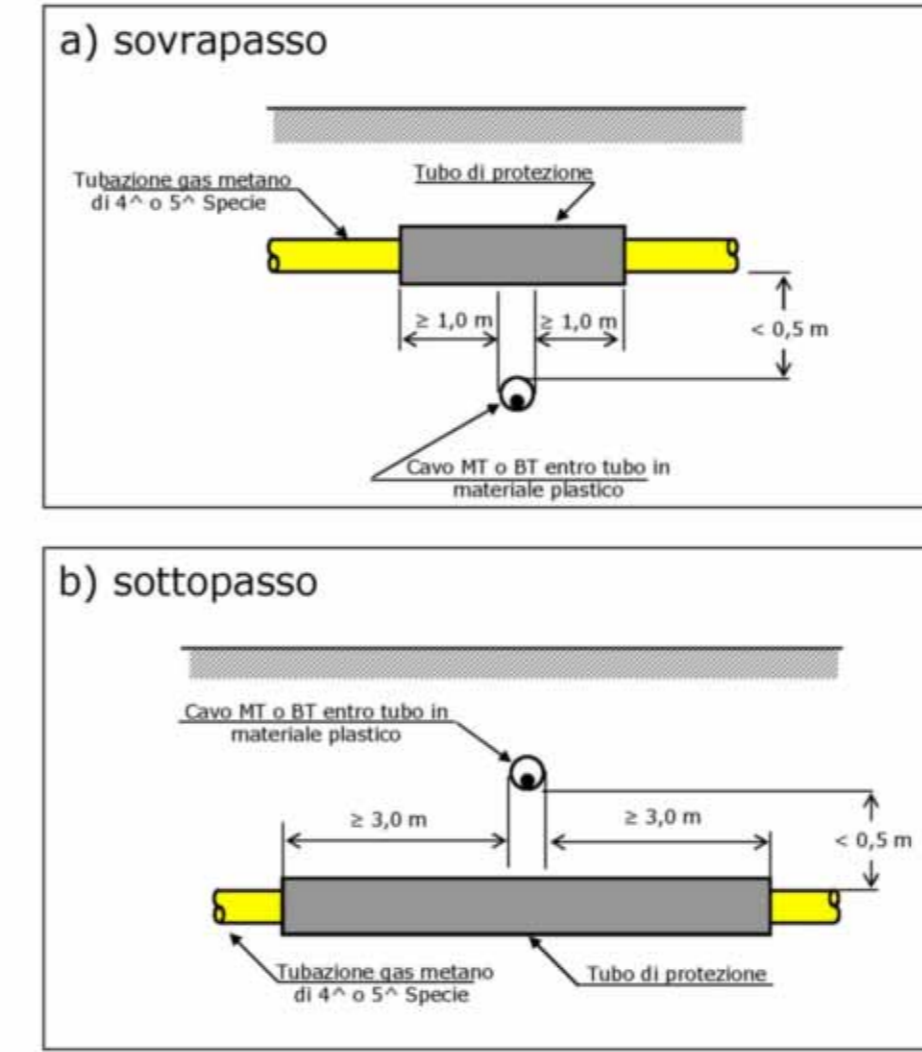 a) sovrapasso
Tubazione gas metano
di 4^ o 5^ Specie
Tubo di protezione
≥ 1,0 m
≥ 1,0 m
< 0,5 m
Cavo MT o BT entro tubo in
materiale plastico
b) sottopasso
Cavo MT o BT entro tubo in
materiale plastico
≥ 3,0 m
≥ 3,0 m
< 0,5 m
Tubazione gas metano
di 4^ o 5^ Specie
Tubo di protezione